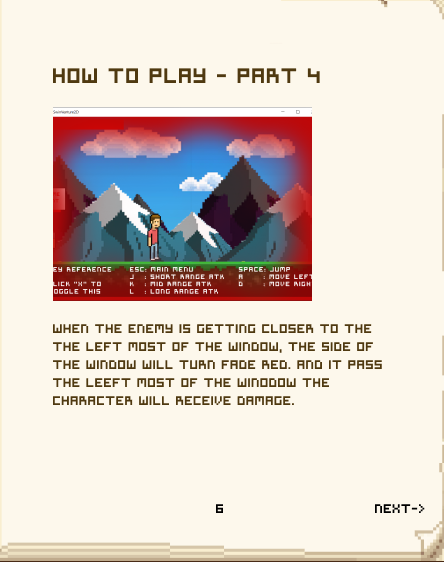 HOW TO PLAY - PART 4
EY REFERENCE ESC: MAIN MENU SPACE: JUMP
J : SHORT RANGE ATK A : MOVE LEFT
LICK "H" TO K : MID RANGE ATK D : MOVE RIGH
OGGLE THIS L : LONG RANGE ATK
WHEN THE ENEMY IS GETTING CLOSER TO THE
THE LEFT MOST OF THE WINDOW, THE SIDE OF
THE WINDOW WILL TURN FADE RED. AND IT PASS
THE LEEFT MOST OF THE WINODOW THE
CHARACTER WILL RECEIVE DAMAGE.
6
NEXT->